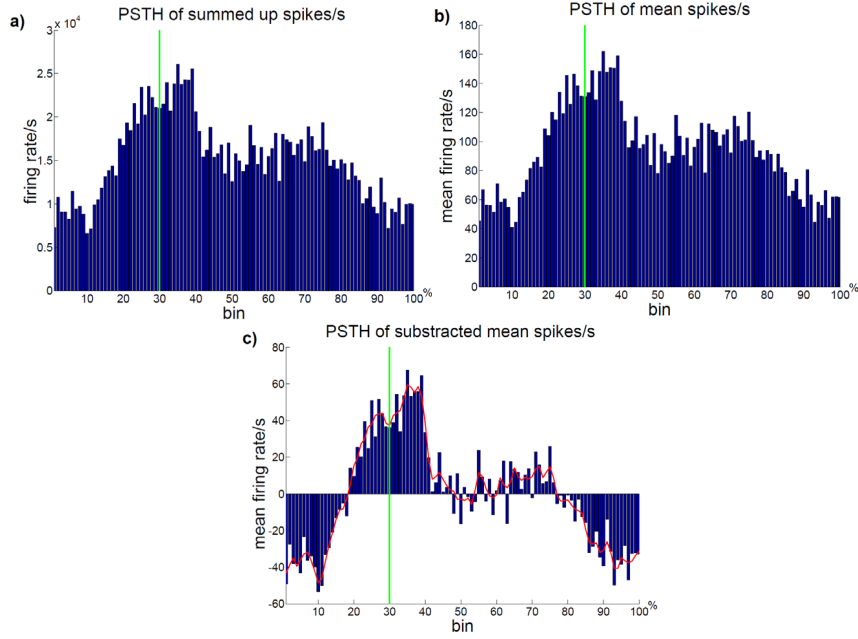 a)
PSTH of summed up spikes/s
3 x 10⁴
2.5
2
1.5
1
0.5
0
firing rate/s
10 20 30 40 50 60 70 80 90 100 %
bin
b)
PSTH of mean spikes/s
180
160
140
120
100
80
60
40
20
0
mean firing rate/s
10 20 30 40 50 60 70 80 90 100 %
bin
c)
PSTH of substracted mean spikes/s
80
60
40
20
0
-20
-40
-60
mean firing rate/s
10 20 30 40 50 60 70 80 90 100 %
bin